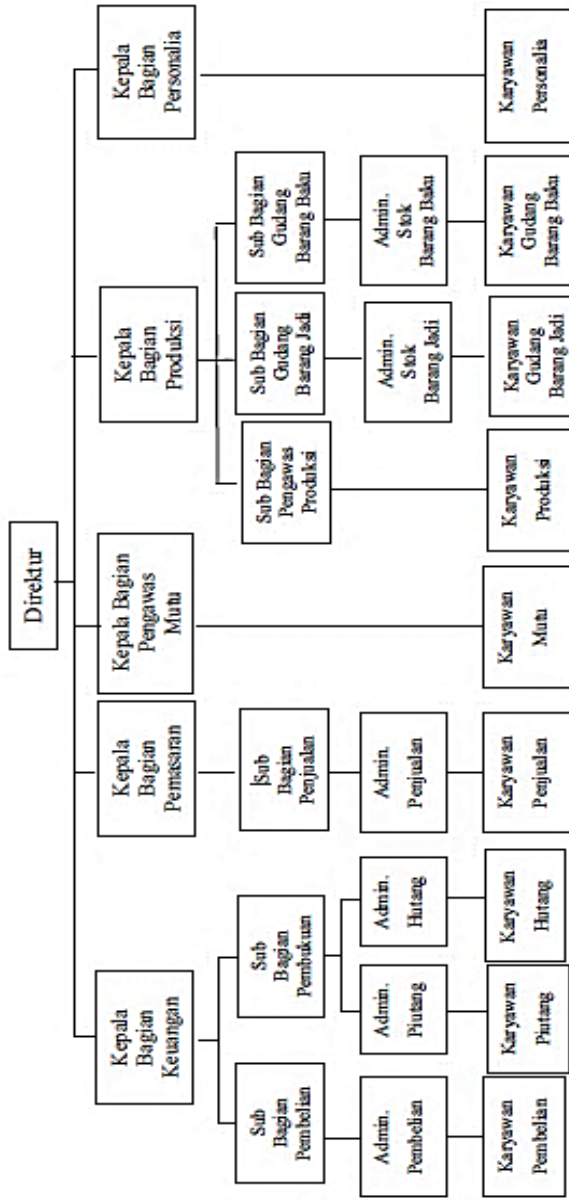 Direktur
Kepala
Bagian
Keuangan
Kepala
Bagian
Pemasaran
Kepala Bagian
Pengawas
Mutu
Kepala
Bagian
Produksi
Kepala
Bagian
Personalia
Sub
Bagian
Pembelian
Sub
Bagian
Pembukuan
Sub
Bagian
Penjualan
Sub Bagian
Pengawas
Produksi
Sub Bagian
Gudang
Barang Jadi
Sub Bagian
Gudang
Barang Baku
Admin.
Pembelian
Admin.
Piutang
Admin.
Hutang
Admin.
Penjualan
Admin.
Stok
Barang Jadi
Admin.
Stok
Barang Baku
Karyawan
Pembelian
Karyawan
Piutang
Karyawan
Hutang
Karyawan
Penjualan
Karyawan
Mutu
Karyawan
Produksi
Karyawan
Gudang
Barang Jadi
Karyawan
Gudang
Barang Baku
Karyawan
Personalia